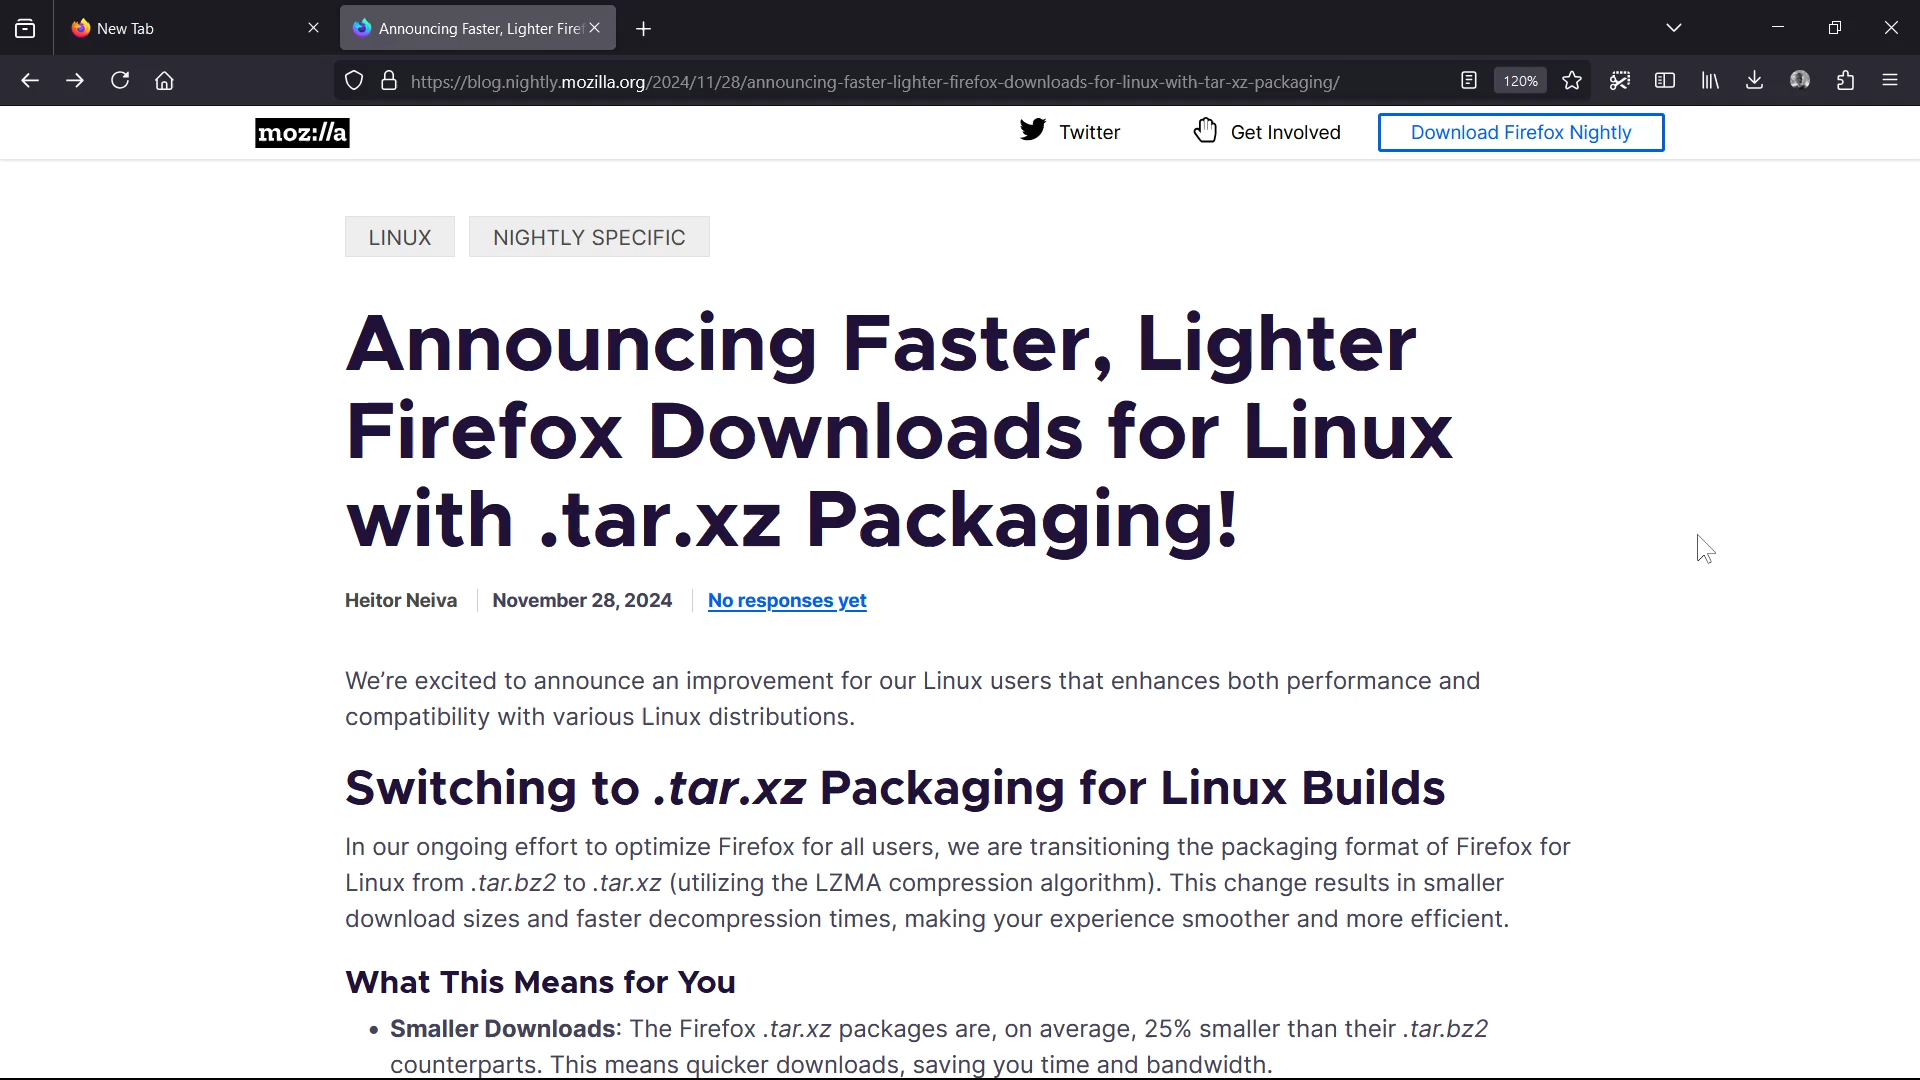 New Tab
Announcing Faster, Lighter Firef
https://blog.nightly.mozilla.org/2024/11/28/announcing-faster-lighter-firefox-downloads-for-linux-with-tar-xz-packaging/
120%
moz://a
Twitter
Get Involved
Download Firefox Nightly
LINUX
NIGHTLY SPECIFIC
Announcing Faster, Lighter
Firefox Downloads for Linux
with .tar.xz Packaging!
Heitor Neiva
November 28, 2024
No responses yet
We’re excited to announce an improvement for our Linux users that enhances both performance and
compatibility with various Linux distributions.
Switching to .tar.xz Packaging for Linux Builds
In our ongoing effort to optimize Firefox for all users, we are transitioning the packaging format of Firefox for
Linux from .tar.bz2 to .tar.xz (utilizing the LZMA compression algorithm). This change results in smaller
download sizes and faster decompression times, making your experience smoother and more efficient.
What This Means for You
• Smaller Downloads: The Firefox .tar.xz packages are, on average, 25% smaller than their .tar.bz2
counterparts. This means quicker downloads, saving you time and bandwidth.